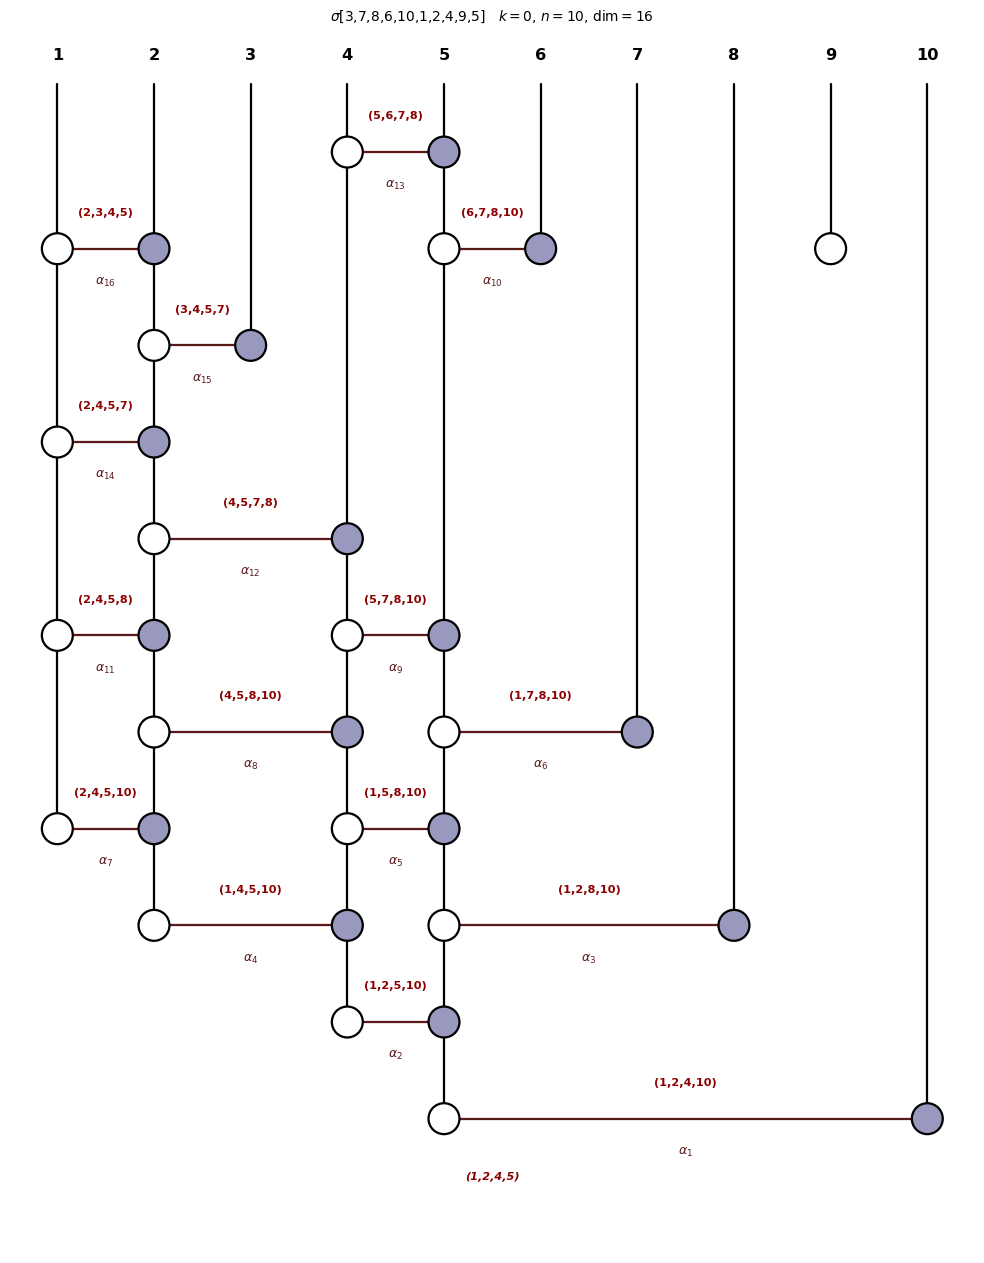 σ[3,7,8,6,10,1,2,4,9,5]   k=0, n=10, dim=16
1 2 3 4 5 6 7 8 9 10
(5,6,7,8)
α₁₃
(2,3,4,5) (6,7,8,10)
α₁₆ α₁₀
(3,4,5,7)
α₁₅
(2,4,5,7)
α₁₄
(4,5,7,8)
α₁₂
(2,4,5,8) (5,7,8,10)
α₁₁ α₉
(4,5,8,10) (1,7,8,10)
α₈ α₆
(2,4,5,10) (1,5,8,10)
α₇ α₅
(1,4,5,10) (1,2,8,10)
α₄ α₃
(1,2,5,10)
α₂
(1,2,4,10)
α₁
(1,2,4,5)